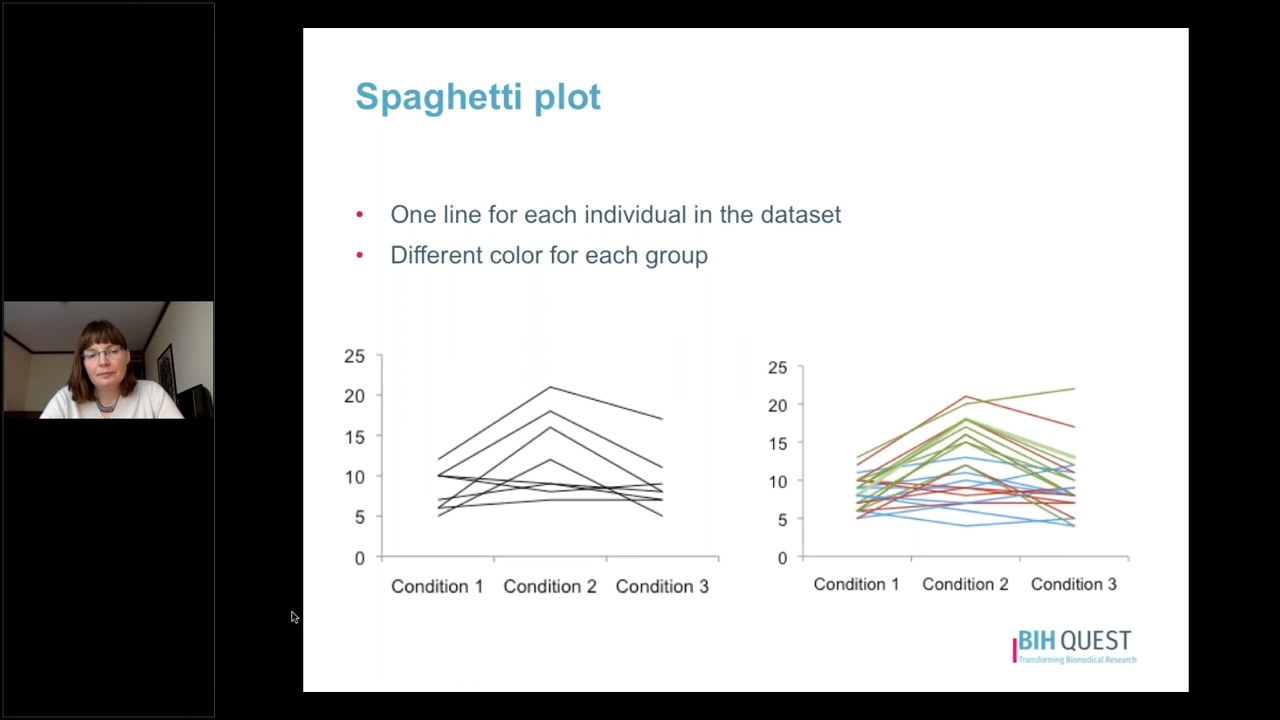 Spaghetti plot
• One line for each individual in the dataset
• Different color for each group
25
20
15
10
5
0
Condition 1 Condition 2 Condition 3
25
20
15
10
5
0
Condition 1 Condition 2 Condition 3
BIH QUEST
Transforming Biomedical Research